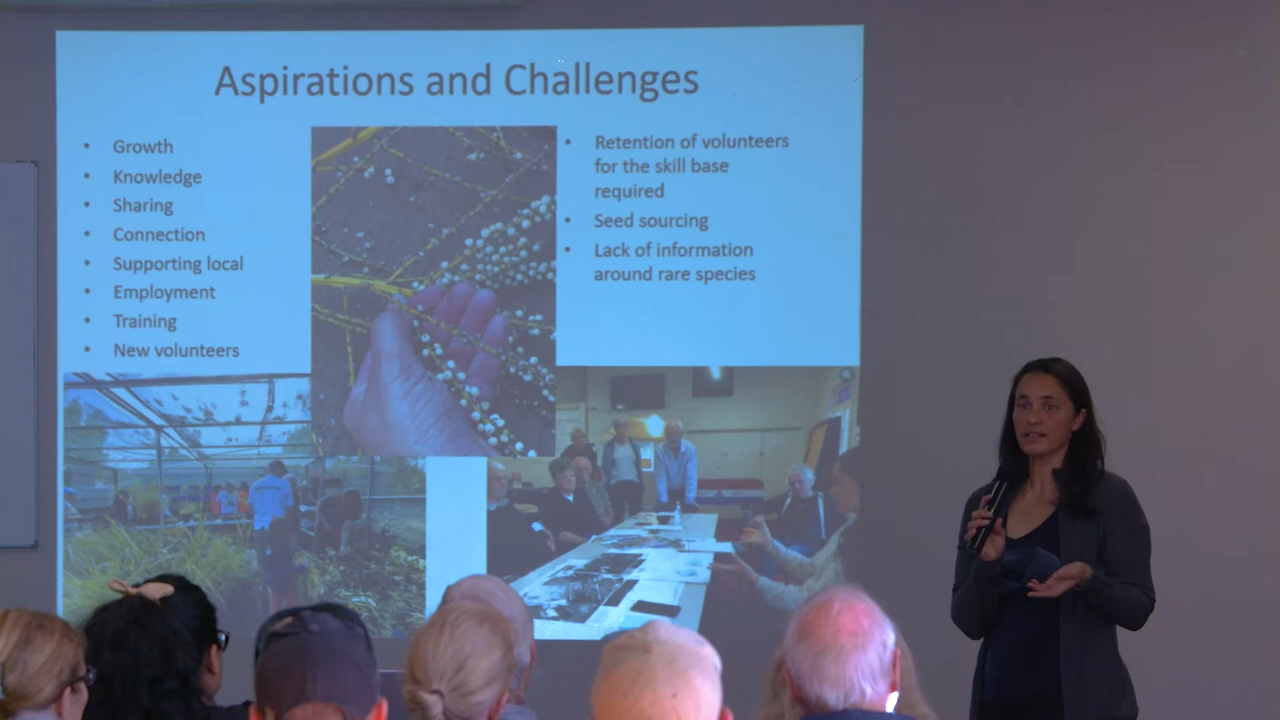 Aspirations and Challenges
• Growth
• Knowledge
• Sharing
• Connection
• Supporting local
• Employment
• Training
• New volunteers
• Retention of volunteers
for the skill base
required
• Seed sourcing
• Lack of information
around rare species